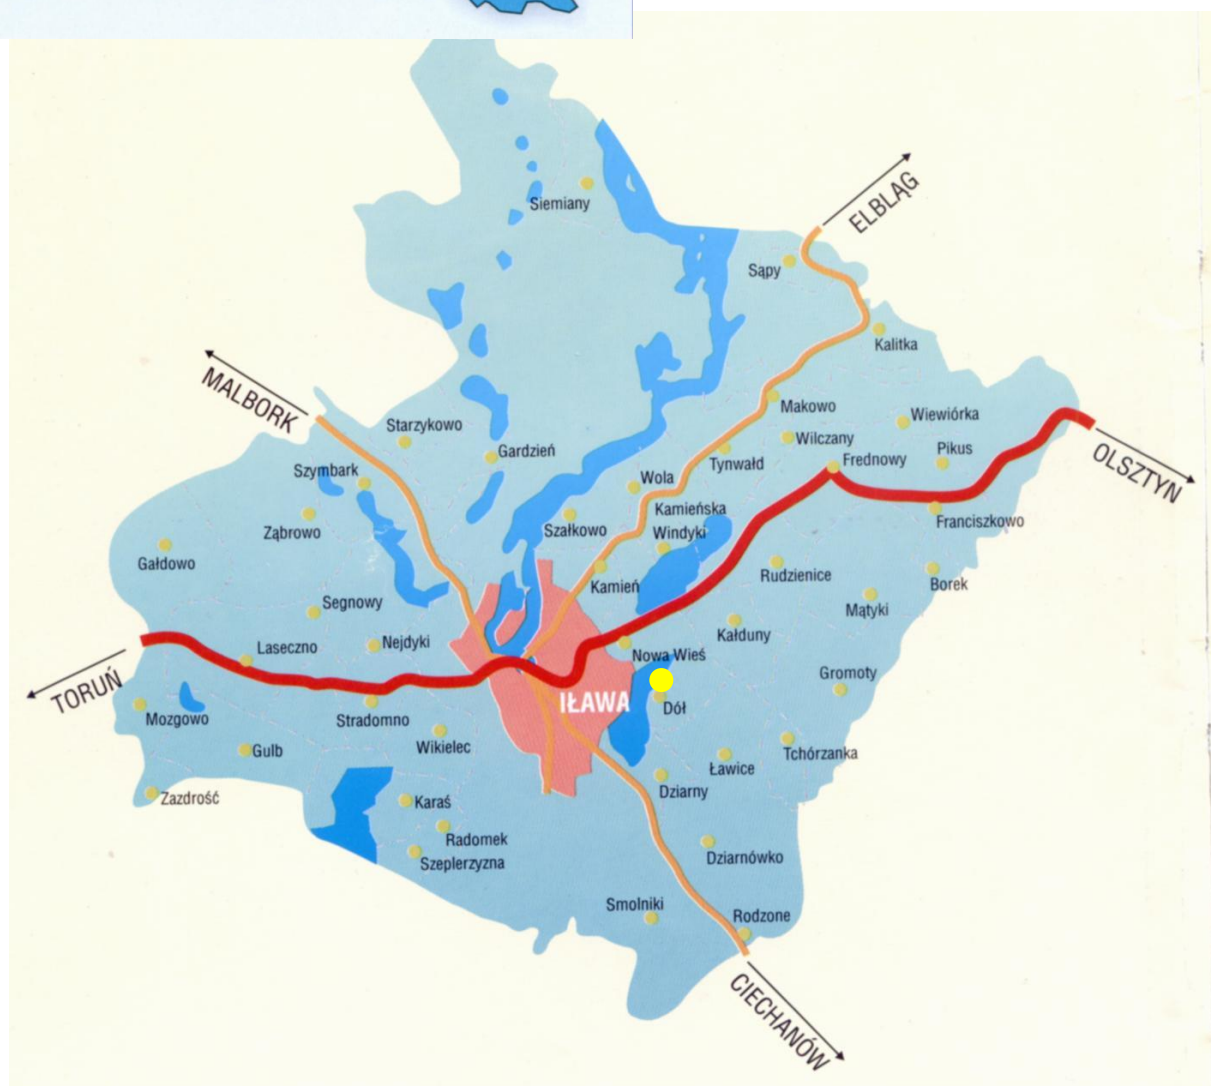 Siemiany
ELBLĄG
Sąpy
Kalitka
MALBORK
Makowo
Wiewiórka
Starzykowo
Wilczany
Gardzień
Pikus
OLSZTYN
Tynwałd
Frednowy
Szymbark
Wola
Kamieńska
Franciszkowo
Szałkowo
Windyki
Ząbrowo
Gałdowo
Rudzienice
Kamień
Borek
Segnowy
Mątyki
Kałduny
Nejdyki
Laseczno
Nowa Wieś
Gromoty
TORUŃ
IŁAWA
Dół
Mozgowo
Stradomno
Wikielec
Gulb
Tchórzanka
Ławice
Zazdrość
Dziarny
Karaś
Radomek
Szeplerzyzna
Dziarnówko
Smolniki
Rodzone
CIECHANÓW